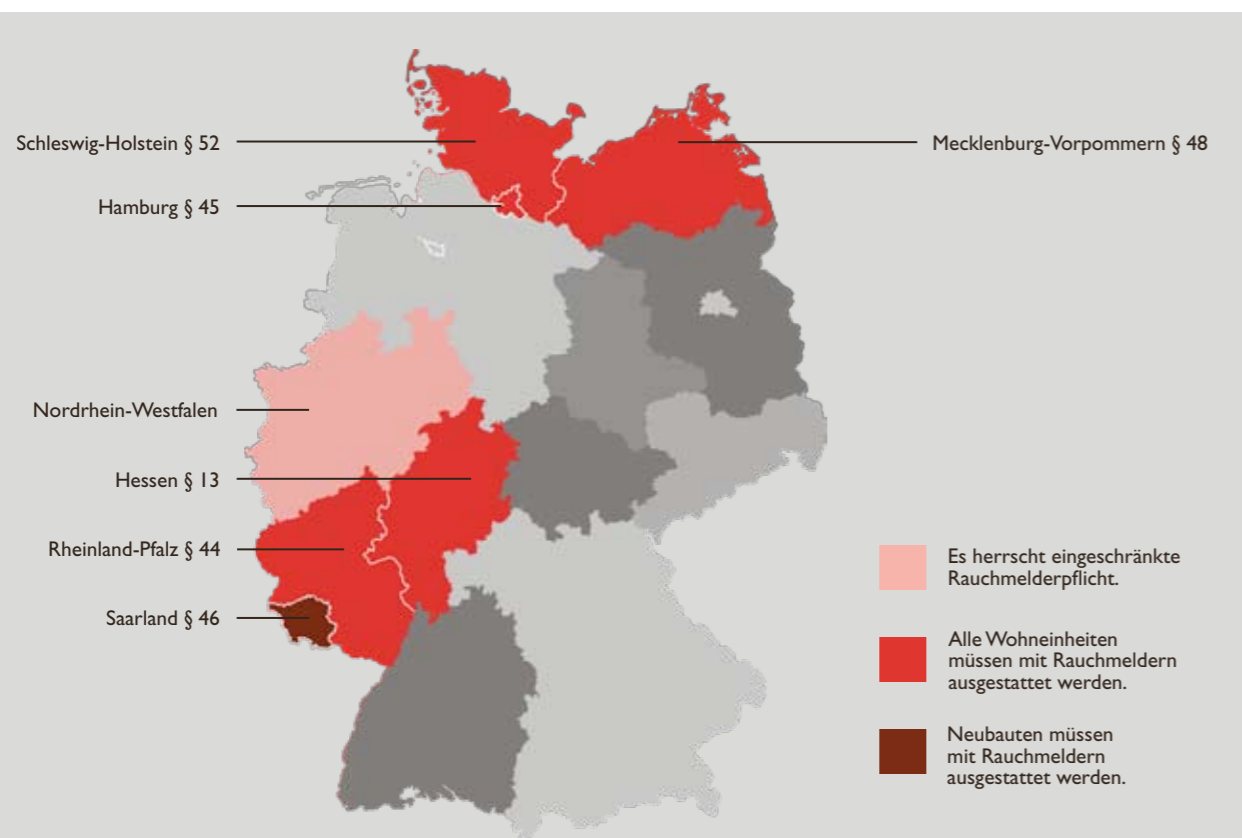 Schleswig-Holstein § 52
Mecklenburg-Vorpommern § 48
Hamburg § 45
Nordrhein-Westfalen
Hessen § 13
Rheinland-Pfalz § 44
Saarland § 46
Es herrscht eingeschränkte
Rauchmelderpflicht.
Alle Wohneinheiten
müssen mit Rauchmeldern
ausgestattet werden.
Neubauten müssen
mit Rauchmeldern
ausgestattet werden.